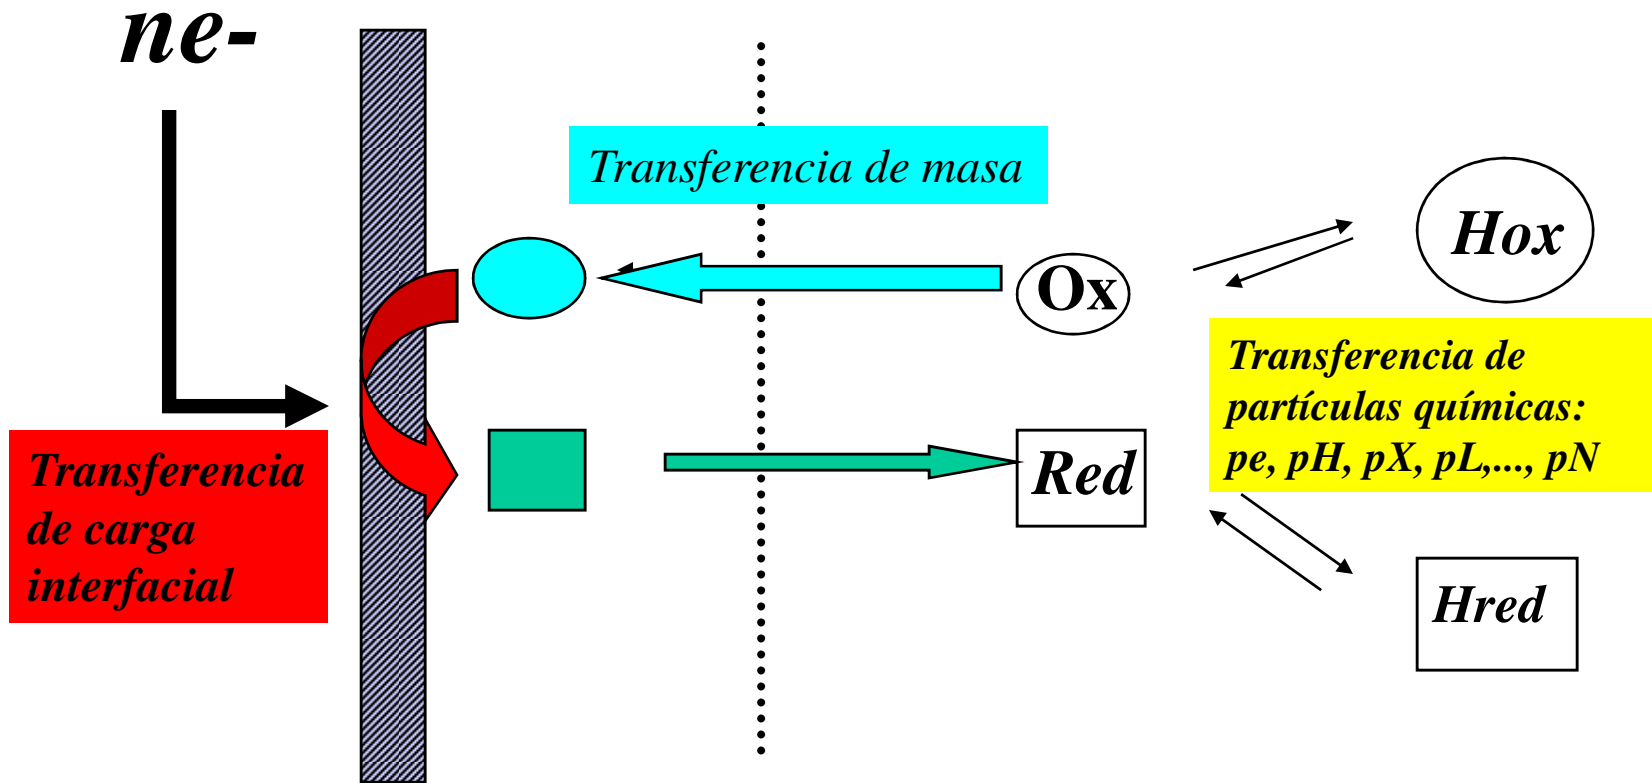 ne-
Transferencia de masa
Hox
Ox
Transferencia de
partículas químicas:
pe, pH, pX, pL,..., pN
Red
Transferencia
de carga
interfacial
Hred